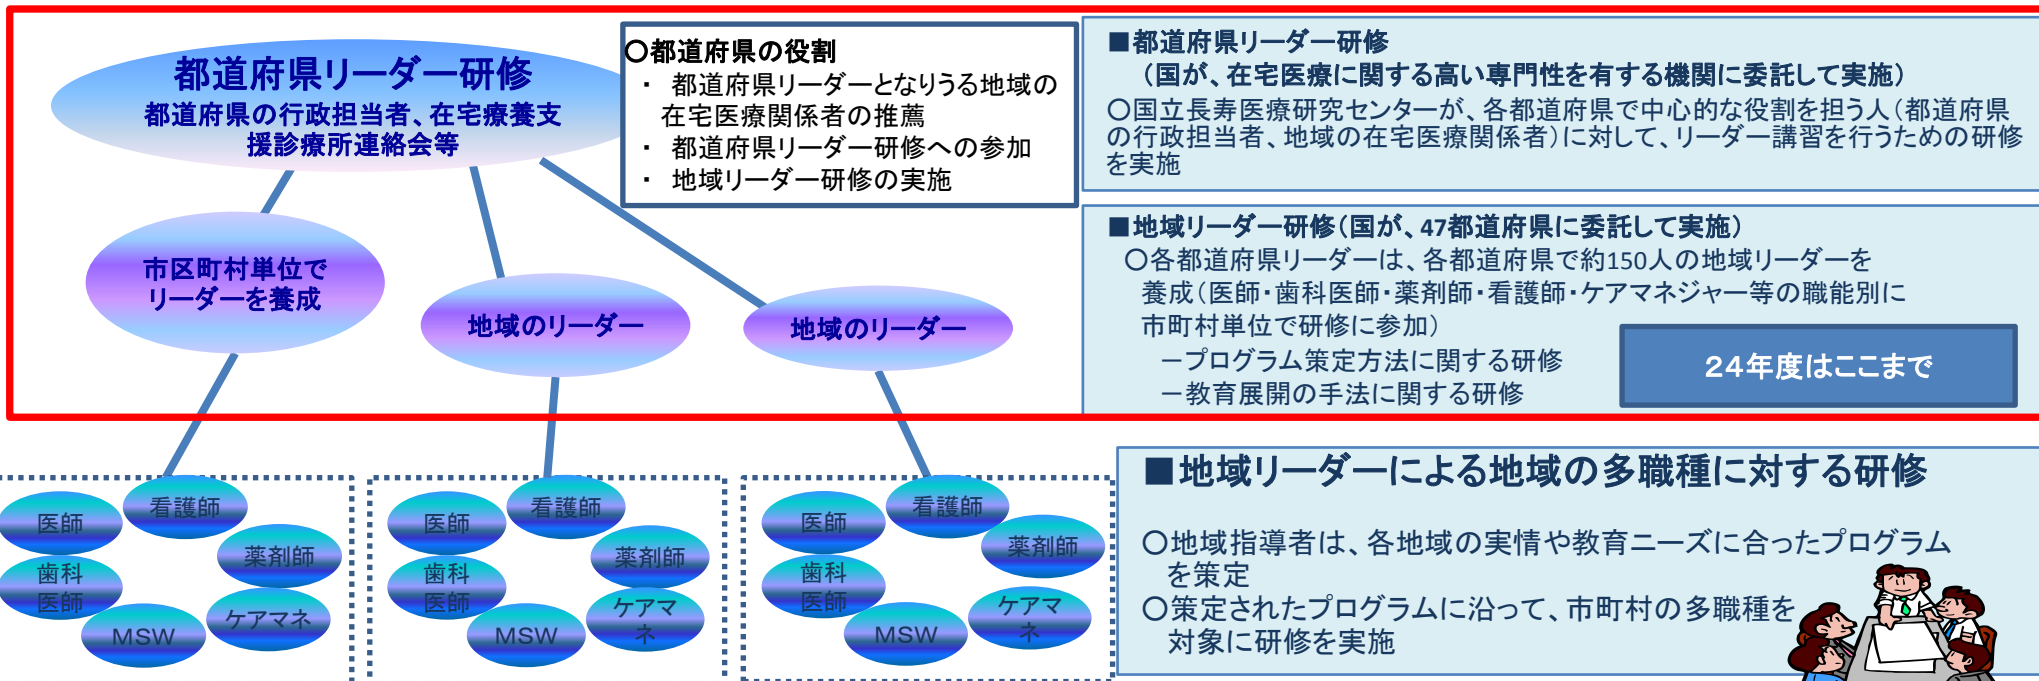 都道府県リーダー研修
都道府県の行政担当者、在宅療養支
援診療所連絡会等
〇都道府県の役割
・ 都道府県リーダーとなりうる地域の
在宅医療関係者の推薦
・ 都道府県リーダー研修への参加
・ 地域リーダー研修の実施
■都道府県リーダー研修
（国が、在宅医療に関する高い専門性を有する機関に委託して実施）
〇国立長寿医療研究センターが、各都道府県で中心的な役割を担う人（都道府県
の行政担当者、地域の在宅医療関係者）に対して、リーダー講習を行うための研修
を実施
市区町村単位で
リーダーを養成
地域のリーダー
地域のリーダー
■地域リーダー研修（国が、47都道府県に委託して実施）
〇各都道府県リーダーは、各都道府県で約150人の地域リーダーを
養成（医師・歯科医師・薬剤師・看護師・ケアマネジャー等の職能別に
市町村単位で研修に参加）
－プログラム策定方法に関する研修
－教育展開の手法に関する研修
２４年度はここまで
医師
看護師
薬剤師
歯科
医師
MSW
ケアマネ
医師
看護師
薬剤師
歯科
医師
MSW
ケアマ
ネ
医師
看護師
薬剤師
歯科
医師
MSW
ケアマ
ネ
■地域リーダーによる地域の多職種に対する研修
〇地域指導者は、各地域の実情や教育ニーズに合ったプログラム
を策定
〇策定されたプログラムに沿って、市町村の多職種を
対象に研修を実施